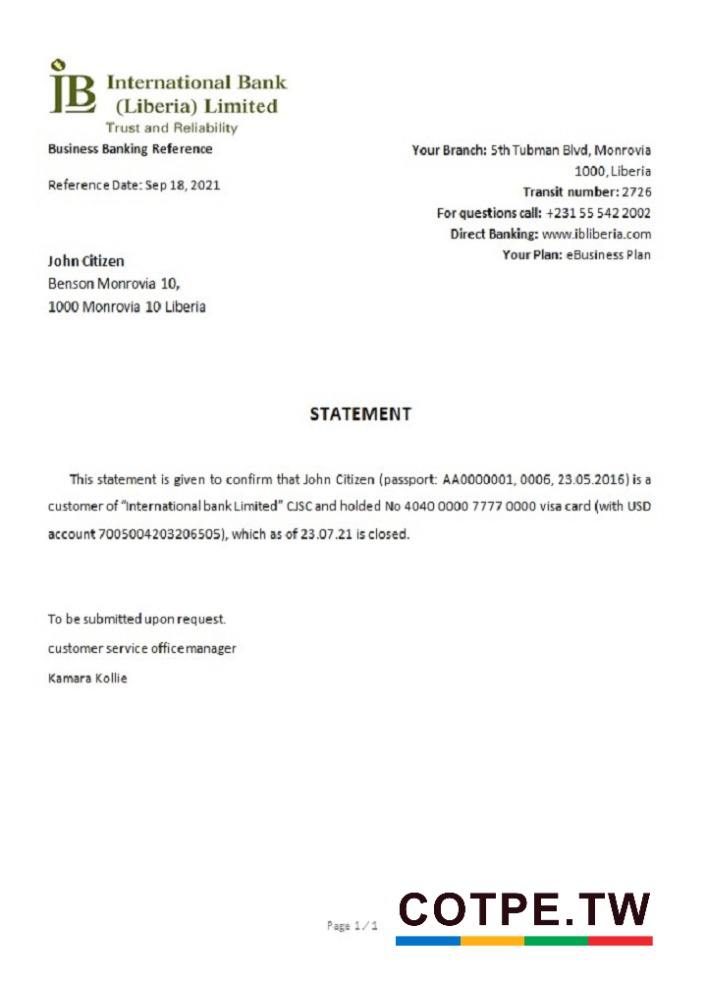 iB International Bank
(Liberia) Limited
Trust and Reliability
Business Banking Reference
Reference Date: Sep 18, 2021
Your Branch: 5th Tubman Blvd, Monrovia
1000, Liberia
Transit number: 2726
For questions call: +231 55 542 2002
Direct Banking: www.ibliberia.com
Your Plan: eBusiness Plan
John Citizen
Benson Monrovia 10,
1000 Monrovia 10 Liberia
STATEMENT
This statement is given to confirm that John Citizen (passport: AA0000001, 0006, 23.05.2016) is a
customer of “International bank Limited” CJSC and holded No 4040 0000 7777 0000 visa card (with USD
account 7005004203206505), which as of 23.07.21 is closed.
To be submitted upon request.
customer service office manager
Kamara Kollie
Page 1 / 1
COTPE.TW